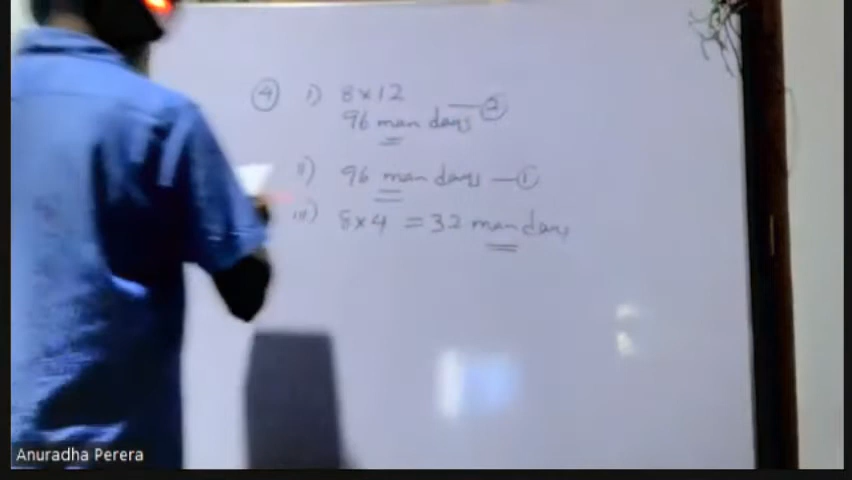 ④ i) 8×12
96 man days — ②
ii) 96 man days — ①
iii) 8×4 = 32 man days
Anuradha Perera